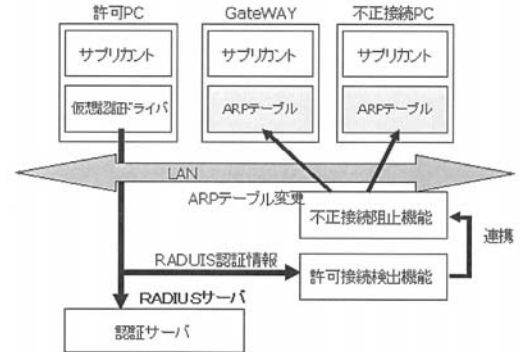 許可PC
GateWAY
不正接続PC
サプリカント
サプリカント
サプリカント
仮想認証ドライバ
ARPテーブル
ARPテーブル
LAN
ARPテーブル変更
不正接続阻止機能
連携
RADUIS認証情報
許可接続検出機能
RADIUSサーバ
認証サーバ